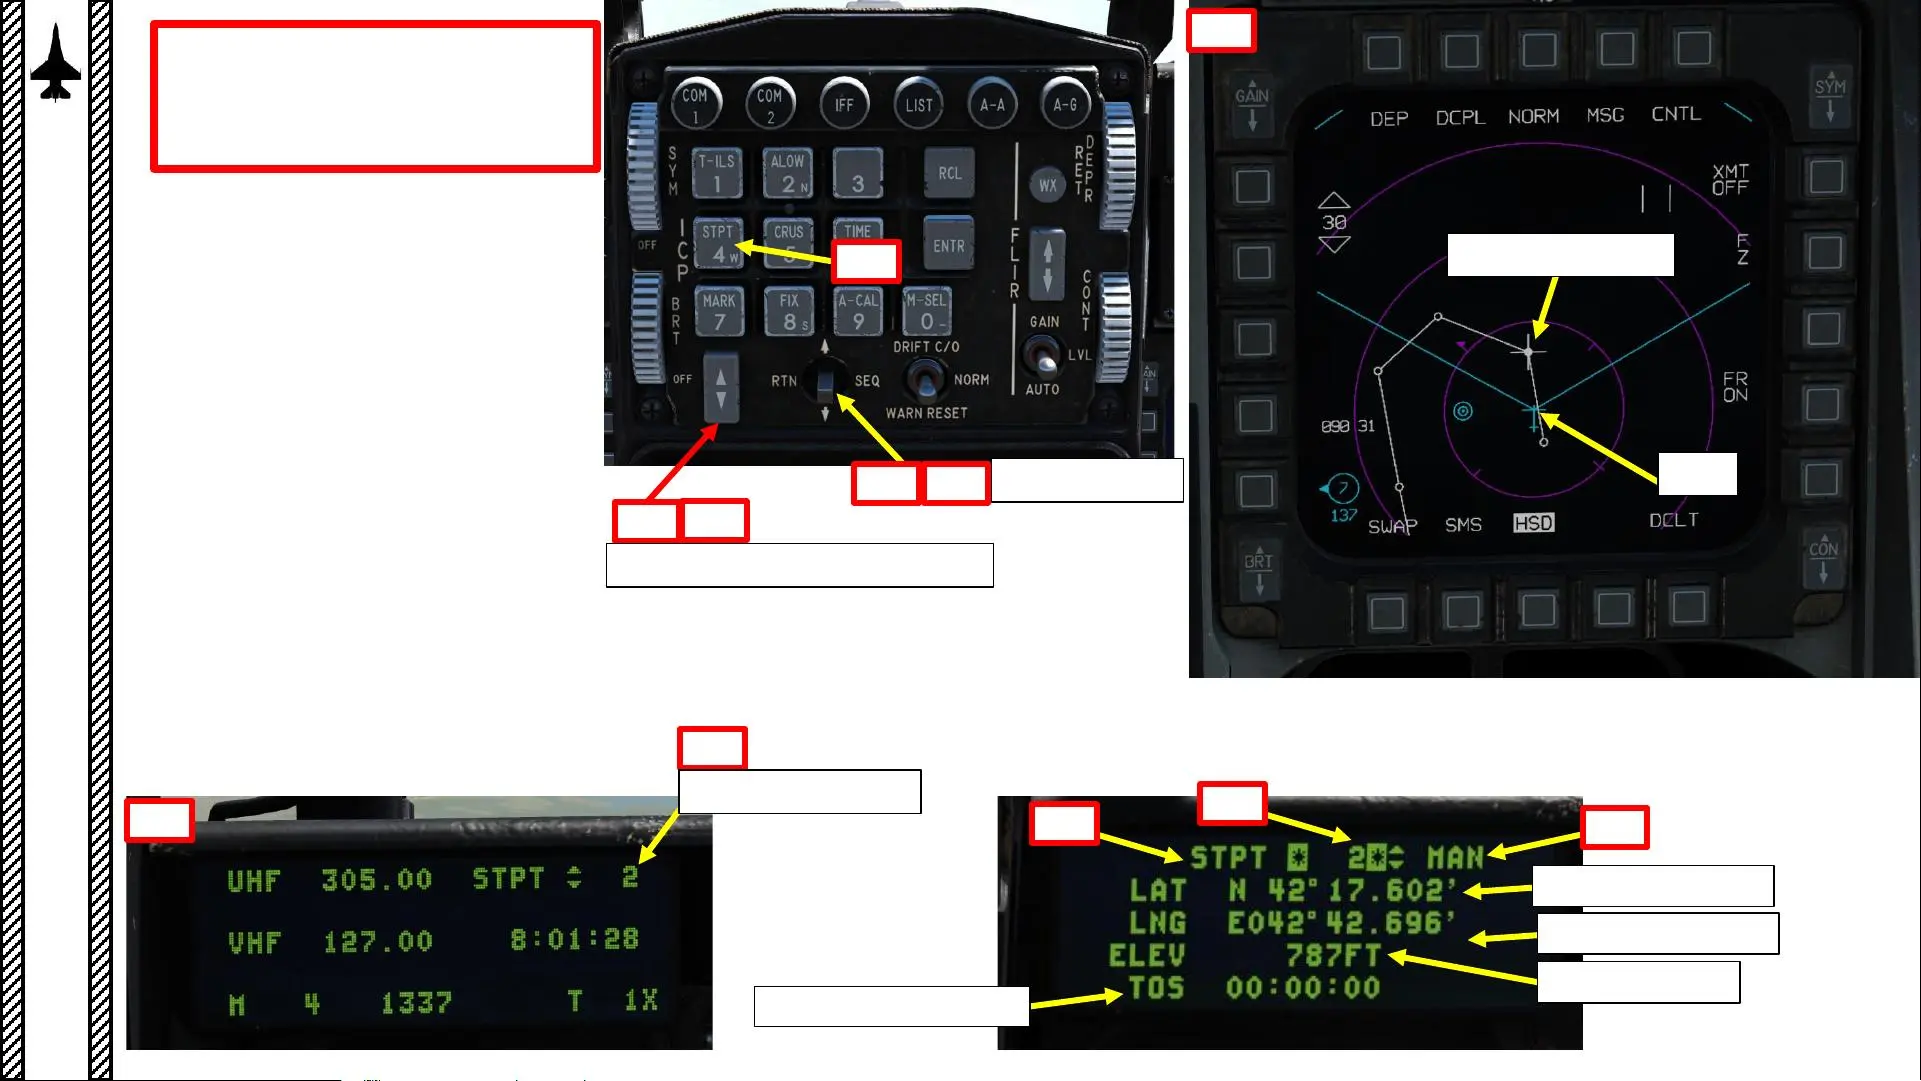 COM 1
COM 2
IFF
LIST
A-A
A-G
SYM
T-ILS 1
ALOW 2 N
3
RCL
WX
RET
DEPR
OFF
ICP
STPT 4 W
CRUS 5
TIME
ENTR
FLIR
CONT
BRT
MARK 7
FIX 8 S
A-CAL 9
M-SEL 0 -
GAIN
LVL
AUTO
DRIFT C/O
OFF
RTN
SEQ
NORM
WARN RESET
GAIN
SYM
DEP DCPL NORM MSG CNTL
XMT
OFF
30
F
Z
FR
ON
090 31
7
137
SWAP SMS HSD DCLT
BRT
CON
UHF 305.00 STPT 2
VHF 127.00 8:01:28
M 4 1337 T 1X
STPT * 2* MAN
LAT N 42° 17.602'
LNG E042° 42.696'
ELEV 787FT
TOS 00:00:00